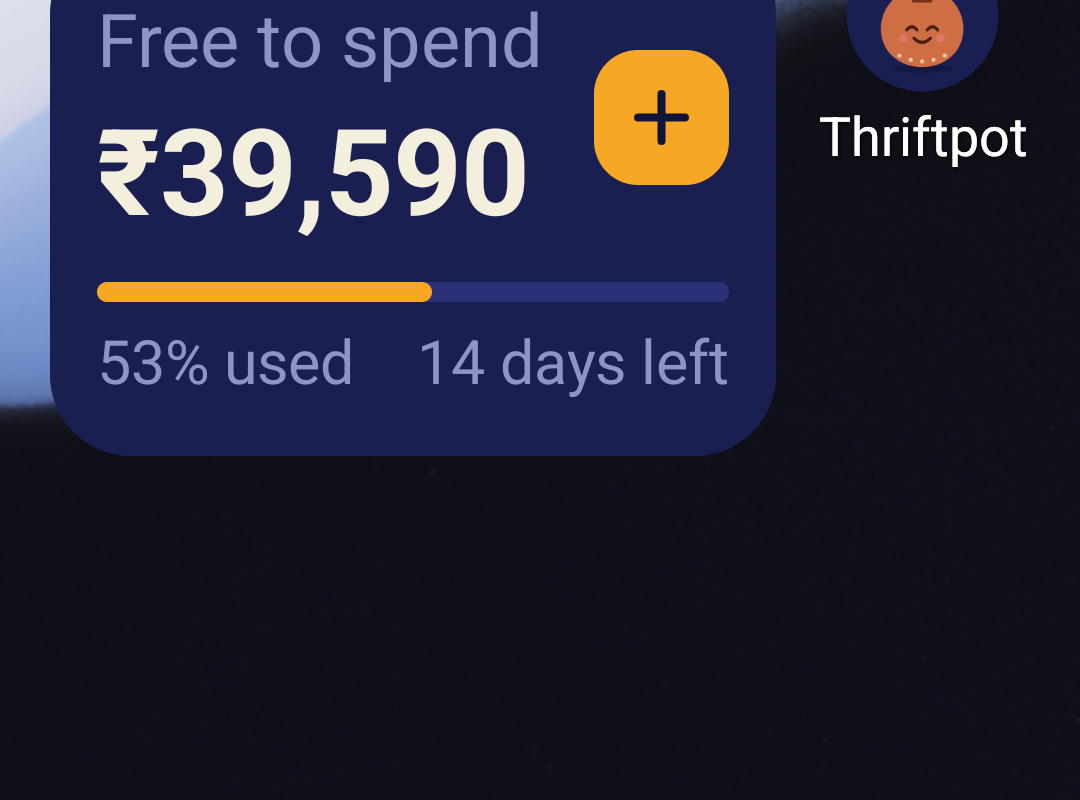 Free to spend
₹39,590
53% used
14 days left
Thriftpot